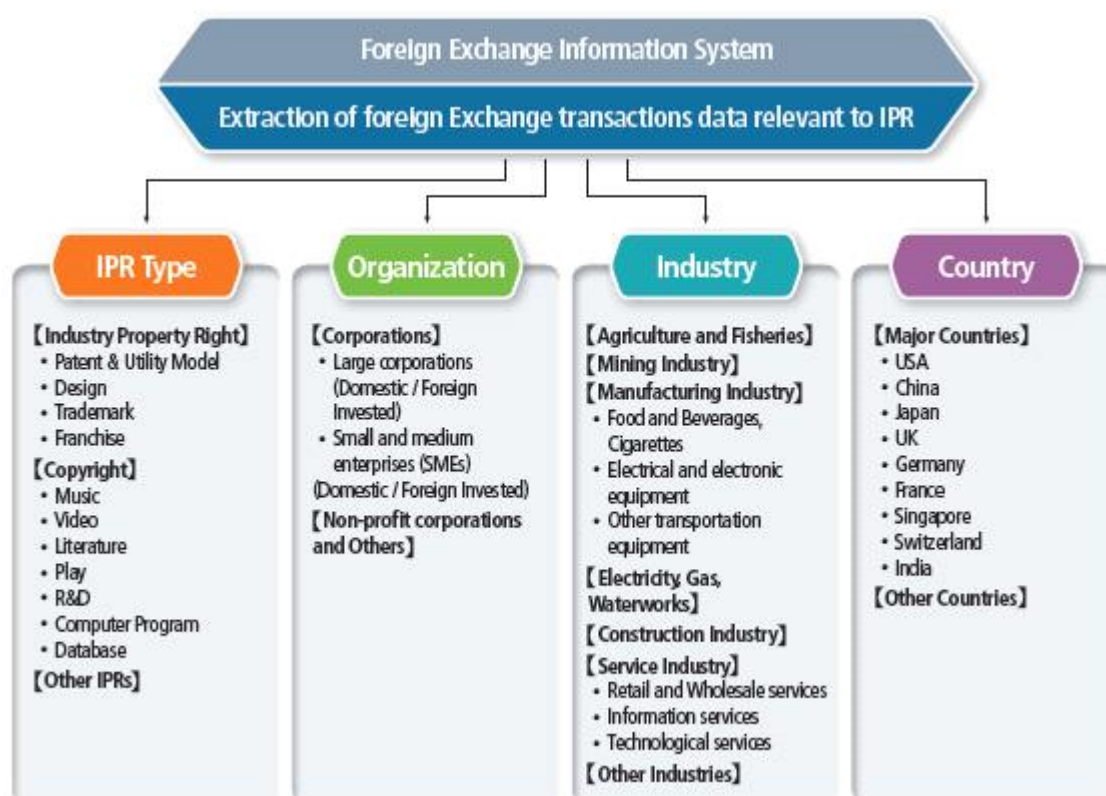 Foreign Exchange Information System
Extraction of foreign Exchange transactions data relevant to IPR
IPR Type
【Industry Property Right】
• Patent & Utility Model
• Design
• Trademark
• Franchise
【Copyright】
• Music
• Video
• Literature
• Play
• R&D
• Computer Program
• Database
【Other IPRs】
Organization
【Corporations】
• Large corporations
(Domestic / Foreign
Invested)
• Small and medium
enterprises (SMEs)
(Domestic / Foreign Invested)
【Non-profit corporations
and Others】
Industry
【Agriculture and Fisheries】
【Mining Industry】
【Manufacturing Industry】
• Food and Beverages,
Cigarettes
• Electrical and electronic
equipment
• Other transportation
equipment
【Electricity, Gas,
Waterworks】
【Construction Industry】
【Service Industry】
• Retail and Wholesale services
• Information services
• Technological services
【Other Industries】
Country
【Major Countries】
• USA
• China
• Japan
• UK
• Germany
• France
• Singapore
• Switzerland
• India
【Other Countries】